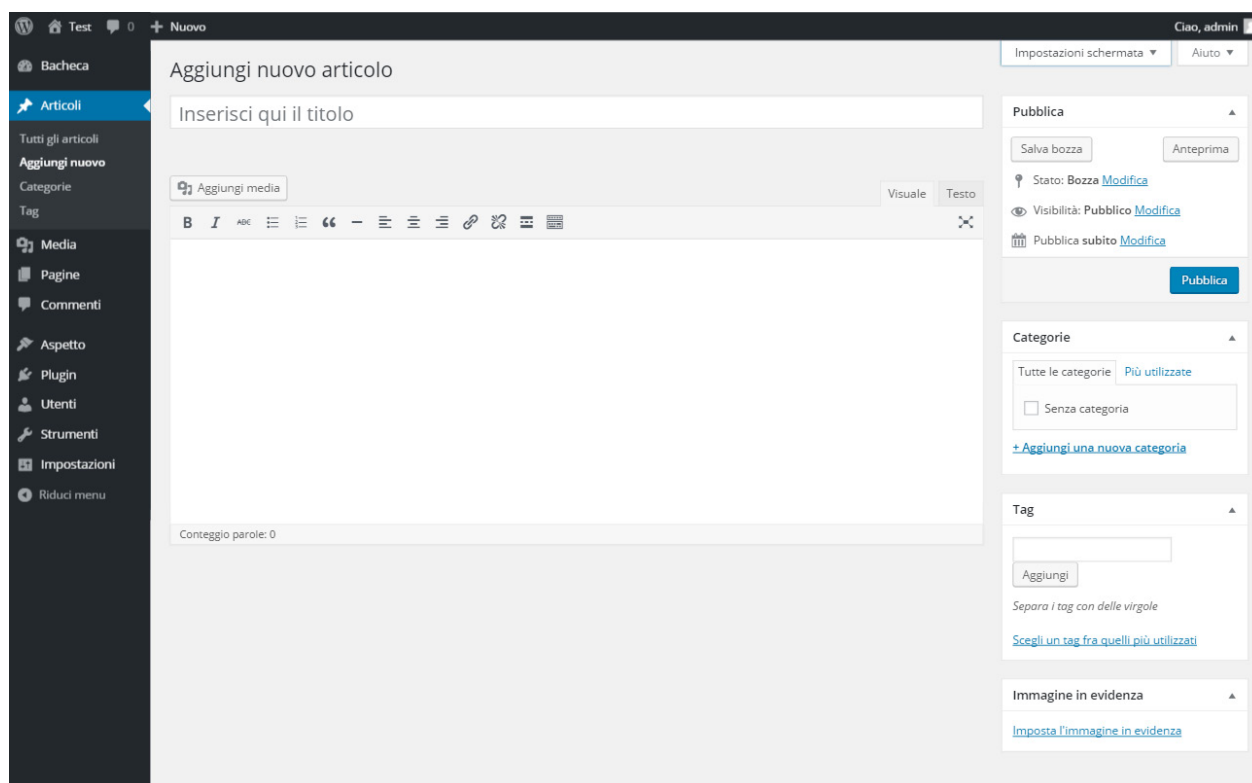 Test 0 + Nuovo Ciao, admin
Impostazioni schermata ▼ Aiuto ▼
Bacheca
Articoli
Tutti gli articoli
Aggiungi nuovo
Categorie
Tag
Media
Pagine
Commenti
Aspetto
Plugin
Utenti
Strumenti
Impostazioni
Riduci menu
Aggiungi nuovo articolo
Inserisci qui il titolo
Aggiungi media
Visuale Testo
B I ABC
Conteggio parole: 0
Pubblica
Salva bozza Anteprima
Stato: Bozza Modifica
Visibilità: Pubblico Modifica
Pubblica subito Modifica
Pubblica
Categorie
Tutte le categorie Più utilizzate
Senza categoria
+ Aggiungi una nuova categoria
Tag
Aggiungi
Separa i tag con delle virgole
Scegli un tag fra quelli più utilizzati
Immagine in evidenza
Imposta l'immagine in evidenza